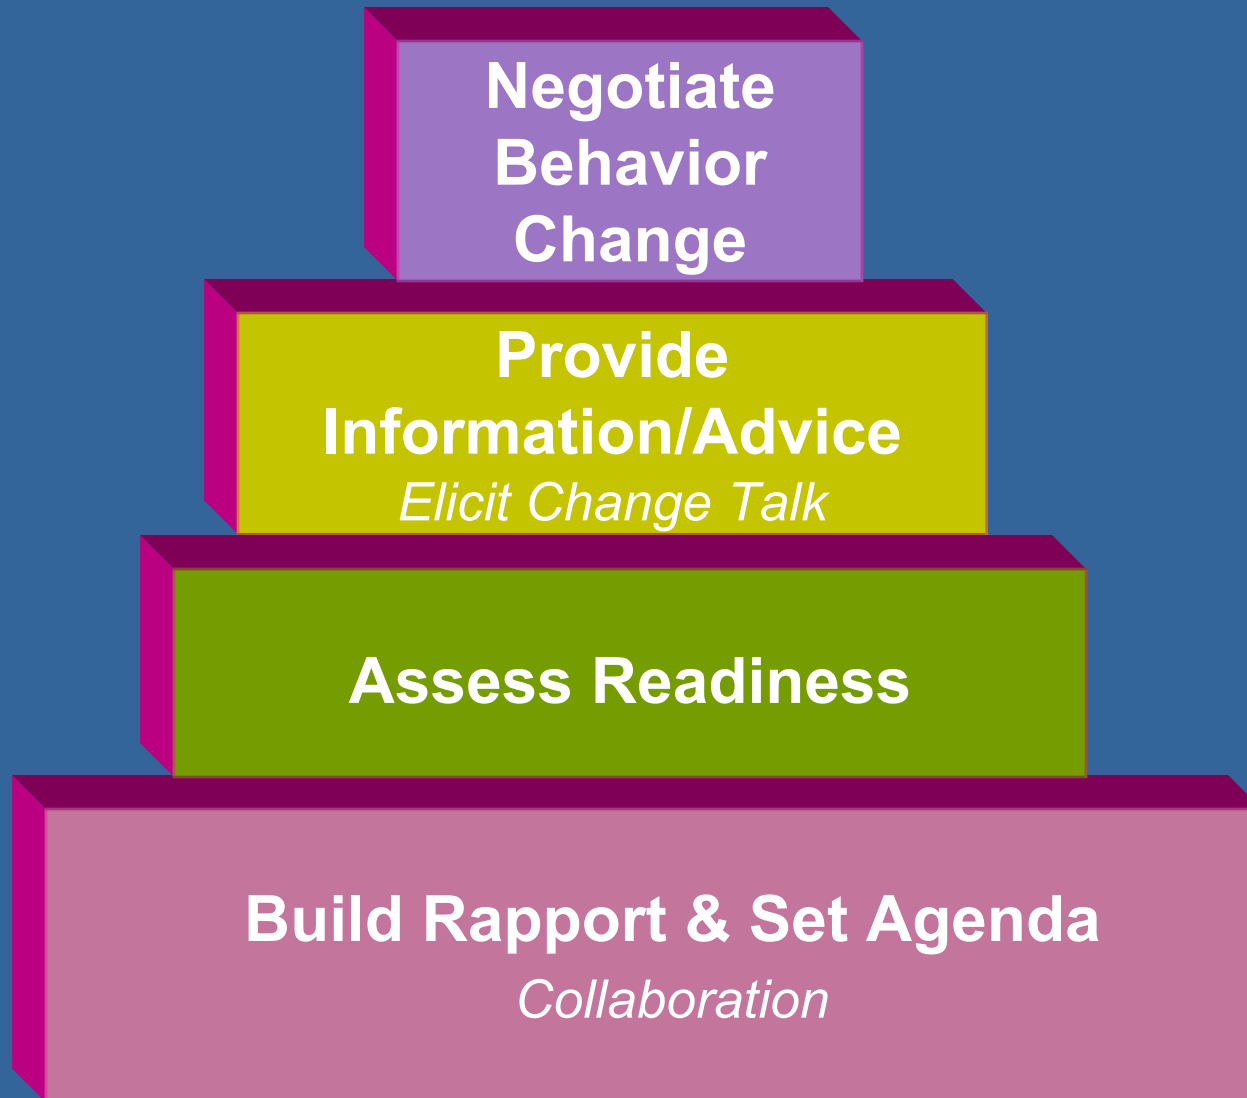 Negotiate
Behavior
Change
Provide
Information/Advice
Elicit Change Talk
Assess Readiness
Build Rapport & Set Agenda
Collaboration